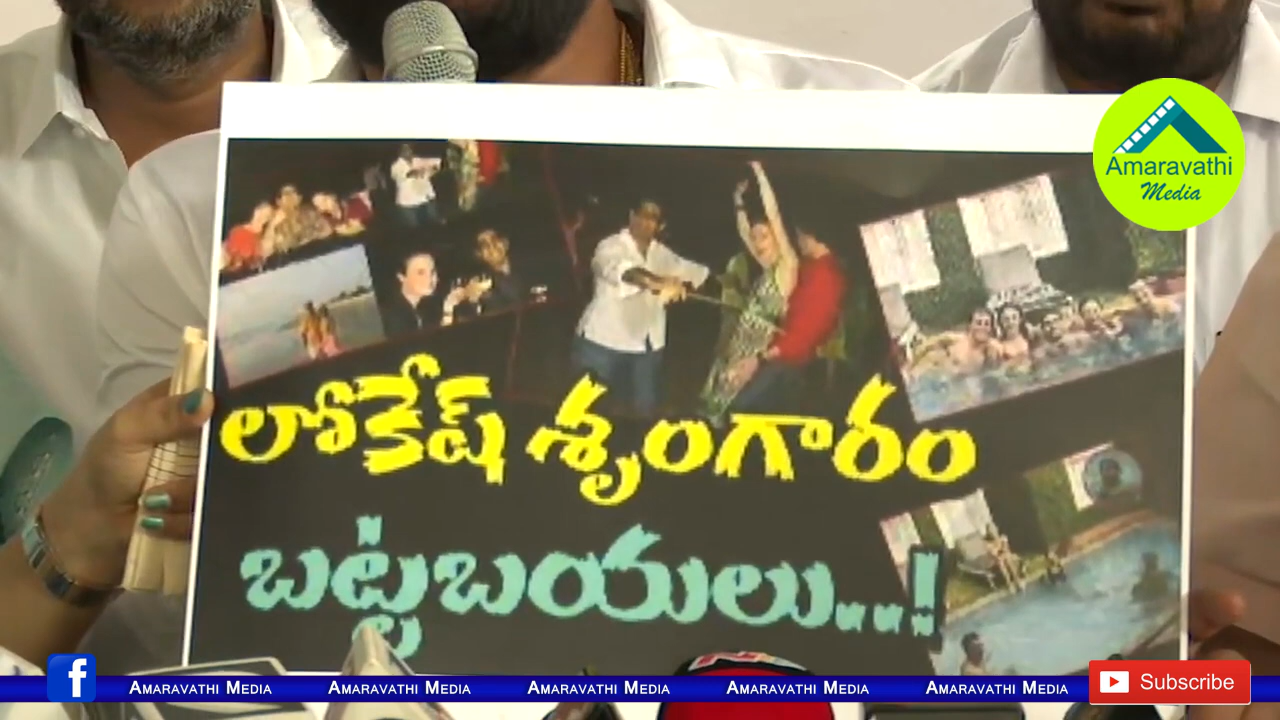 Amaravathi
Media
లోకేష్ శృంగారం
బట్టబయలు...!
f
AMARAVATHI MEDIA AMARAVATHI MEDIA AMARAVATHI MEDIA AMARAVATHI MEDIA AMARAVATHI MEDIA
Subscribe